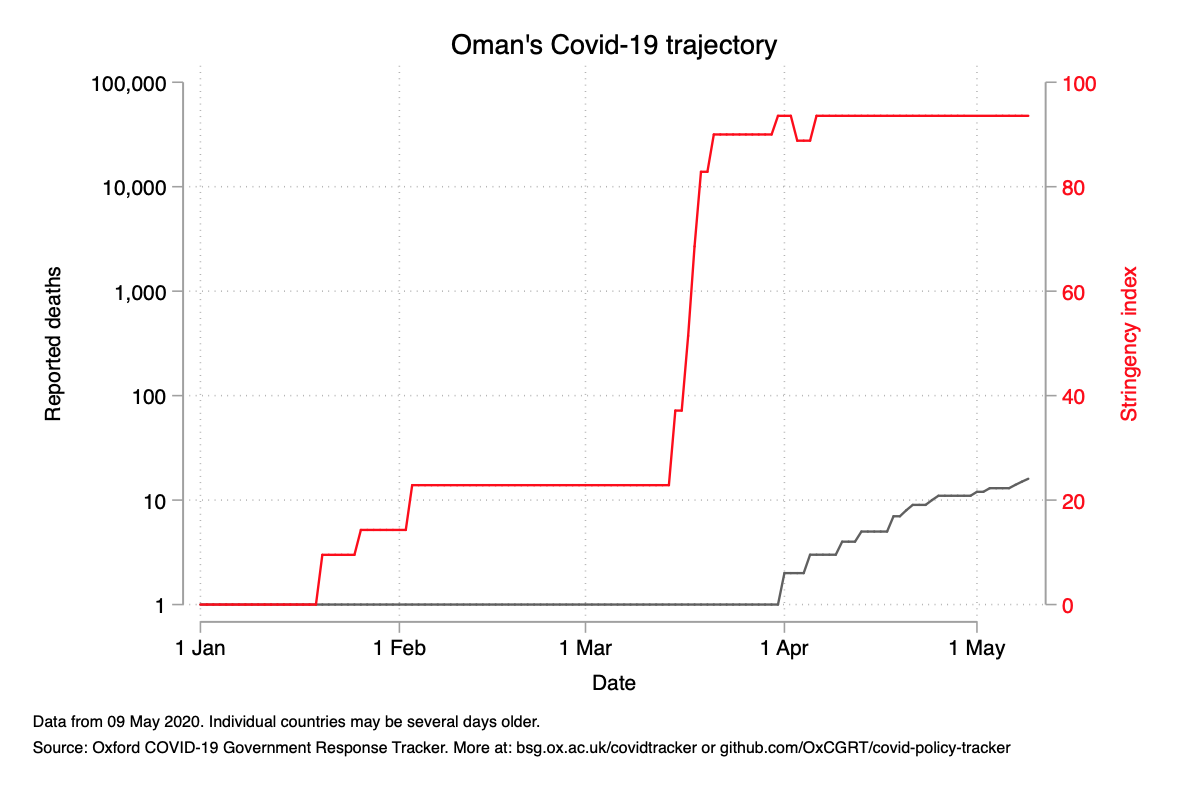 Oman's Covid-19 trajectory
100,000
10,000
1,000
100
10
1
Reported deaths
100
80
60
40
20
0
Stringency index
1 Jan
1 Feb
1 Mar
1 Apr
1 May
Date
Data from 09 May 2020. Individual countries may be several days older.
Source: Oxford COVID-19 Government Response Tracker. More at: bsg.ox.ac.uk/covidtracker or github.com/OxCGRT/covid-policy-tracker